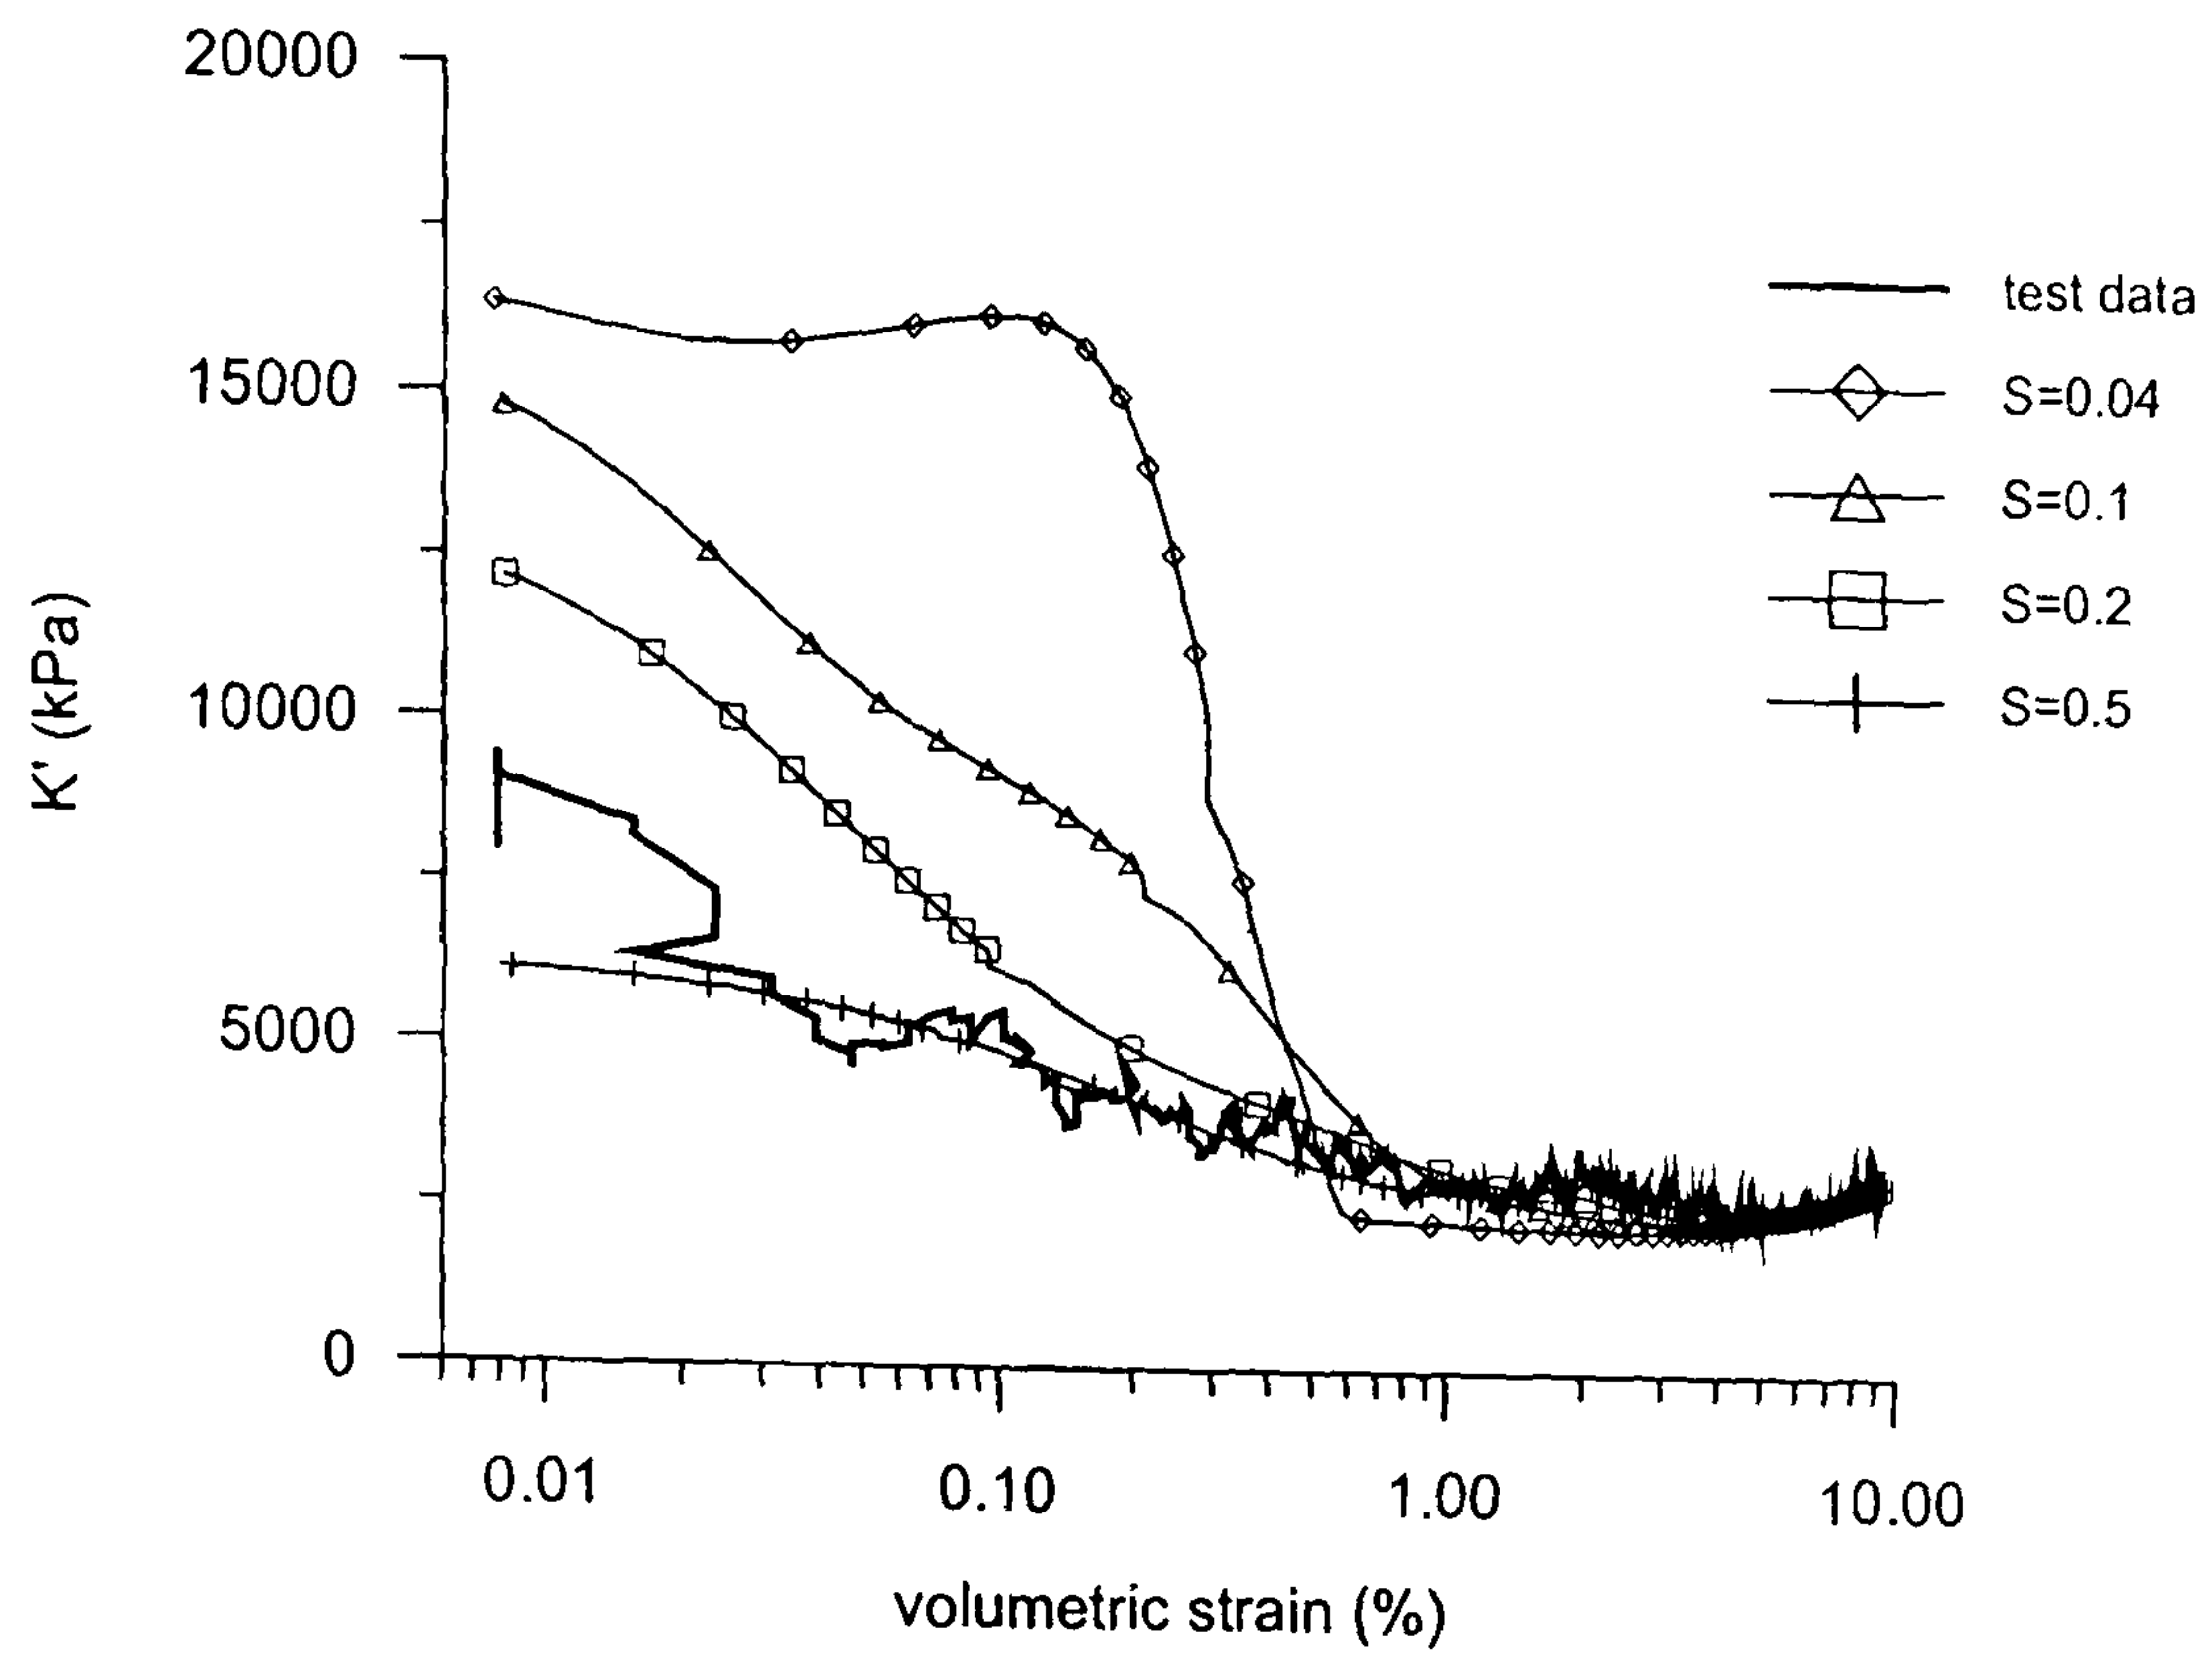 20000
15000
10000
5000
0
K' (kPa)
0.01
0.10
1.00
10.00
volumetric strain (%)
test data
S=0.04
S=0.1
S=0.2
S=0.5